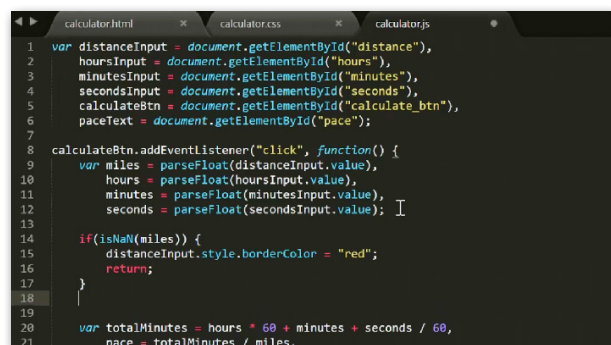 calculator.html × calculator.css × calculator.js
1 var distanceInput = document.getElementById("distance"),
2 hoursInput = document.getElementById("hours"),
3 minutesInput = document.getElementById("minutes"),
4 secondsInput = document.getElementById("seconds"),
5 calculateBtn = document.getElementById("calculate_btn"),
6 paceText = document.getElementById("pace");
7
8 calculateBtn.addEventListener("click", function() {
9 var miles = parseFloat(distanceInput.value),
10 hours = parseFloat(hoursInput.value),
11 minutes = parseFloat(minutesInput.value),
12 seconds = parseFloat(secondsInput.value);
13
14 if(isNaN(miles)) {
15 distanceInput.style.borderColor = "red";
16 return;
17 }
18
19
20 var totalMinutes = hours * 60 + minutes + seconds / 60,
21 pace = totalMinutes / miles,